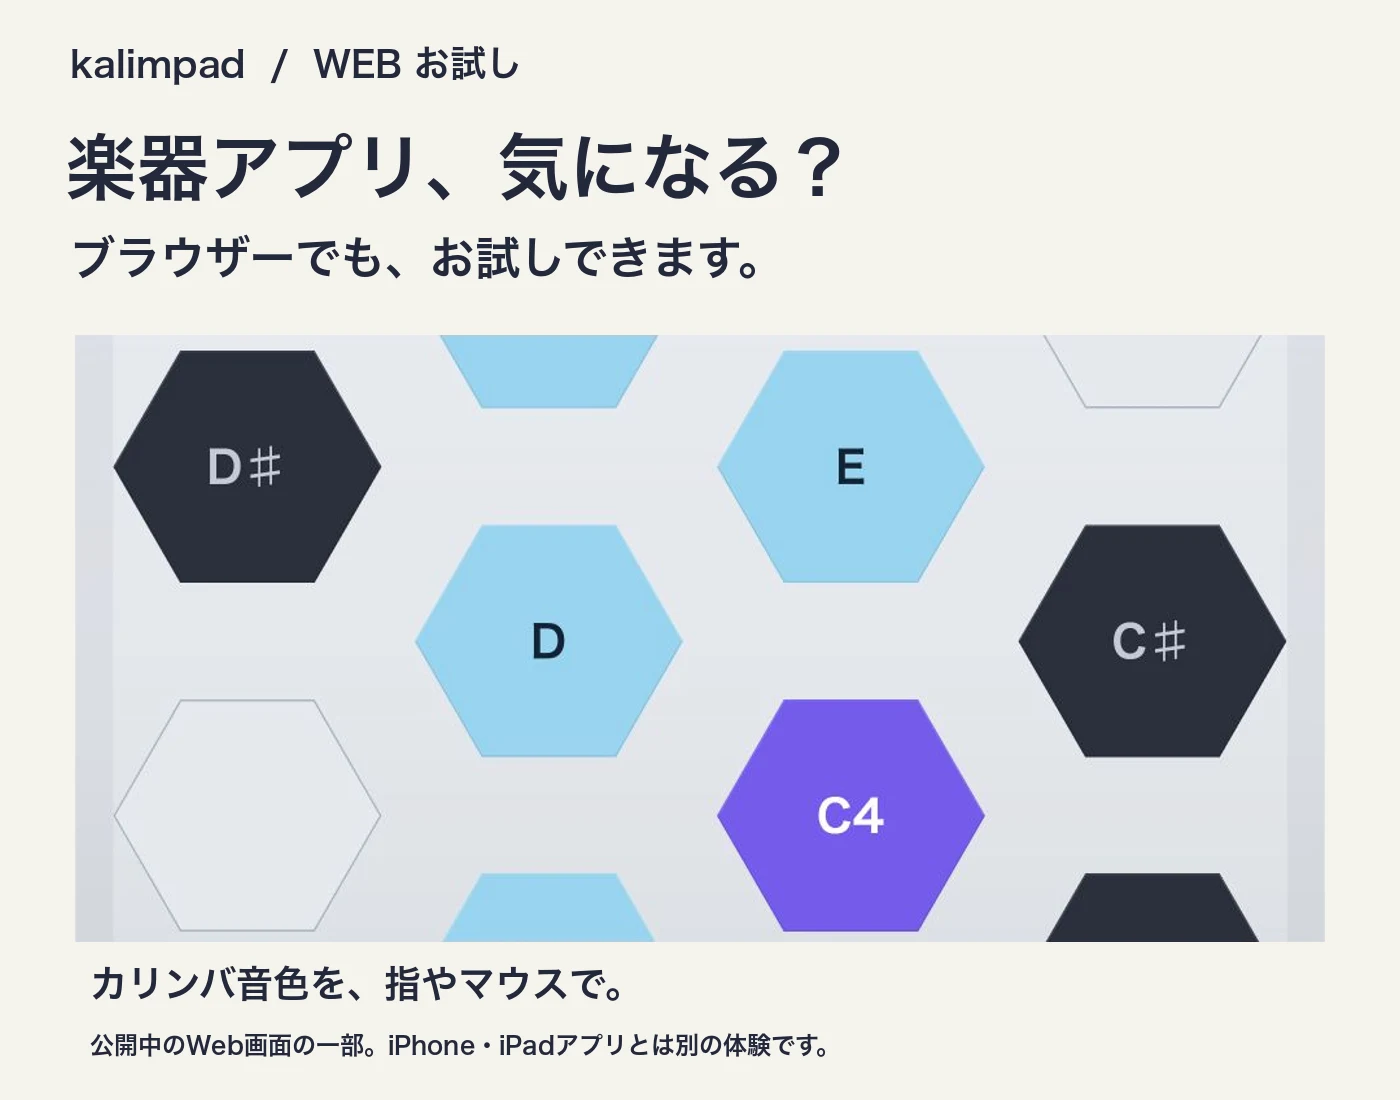 kalimpad / WEB お試し
楽器アプリ、気になる？
ブラウザーでも、お試しできます。
D♯
E
D
C♯
C4
カリンバ音色を、指やマウスで。
公開中のWeb画面の一部。iPhone・iPadアプリとは別の体験です。